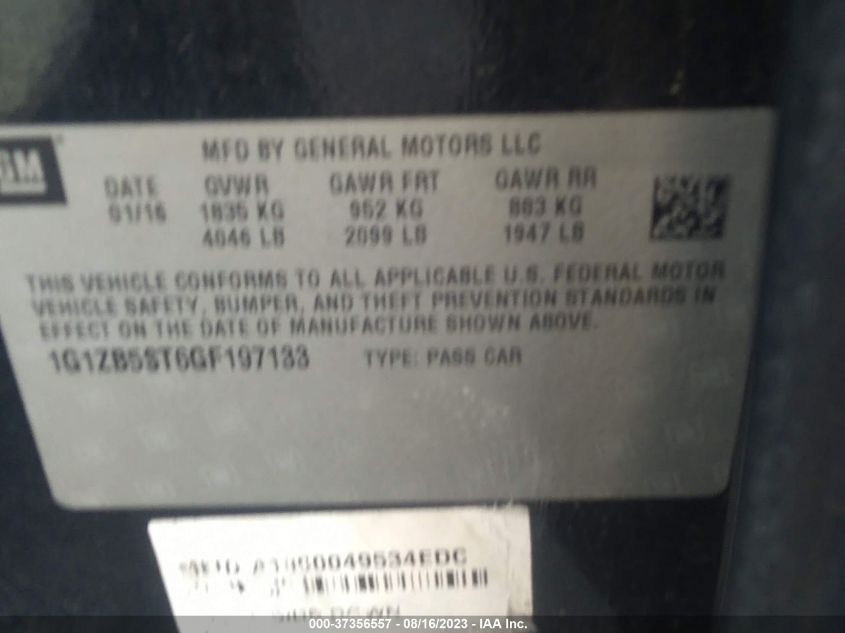 GM
MFD BY GENERAL MOTORS LLC
DATE GVWR GAWR FRT GAWR RR
01/16 1835 KG 952 KG 883 KG
4046 LB 2099 LB 1947 LB
THIS VEHICLE CONFORMS TO ALL APPLICABLE U.S. FEDERAL MOTOR
VEHICLE SAFETY, BUMPER, AND THEFT PREVENTION STANDARDS IN
EFFECT ON THE DATE OF MANUFACTURE SHOWN ABOVE.
1G1ZB5ST6GF197133 TYPE: PASS CAR
000-37356557 - 08/16/2023 - IAA Inc.